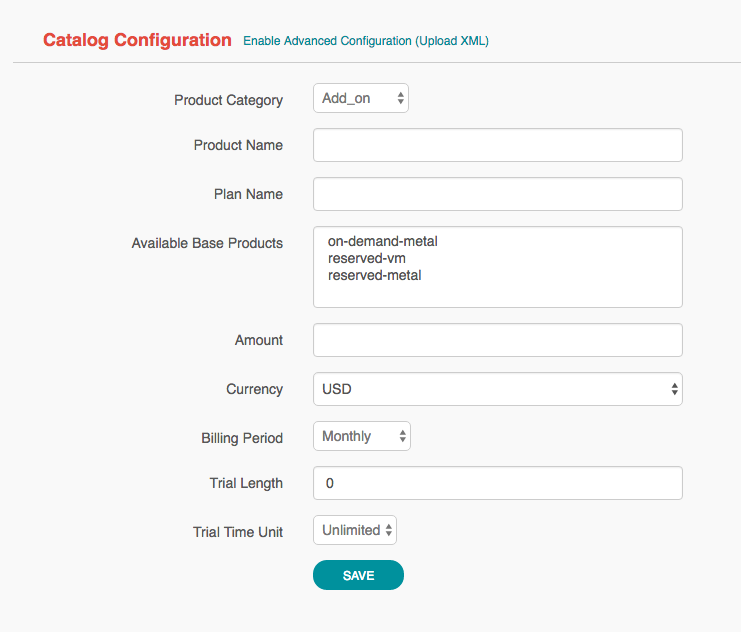 Catalog Configuration Enable Advanced Configuration (Upload XML)
Product Category Add_on
Product Name
Plan Name
Available Base Products on-demand-metal
reserved-vm
reserved-metal
Amount
Currency USD
Billing Period Monthly
Trial Length 0
Trial Time Unit Unlimited
SAVE